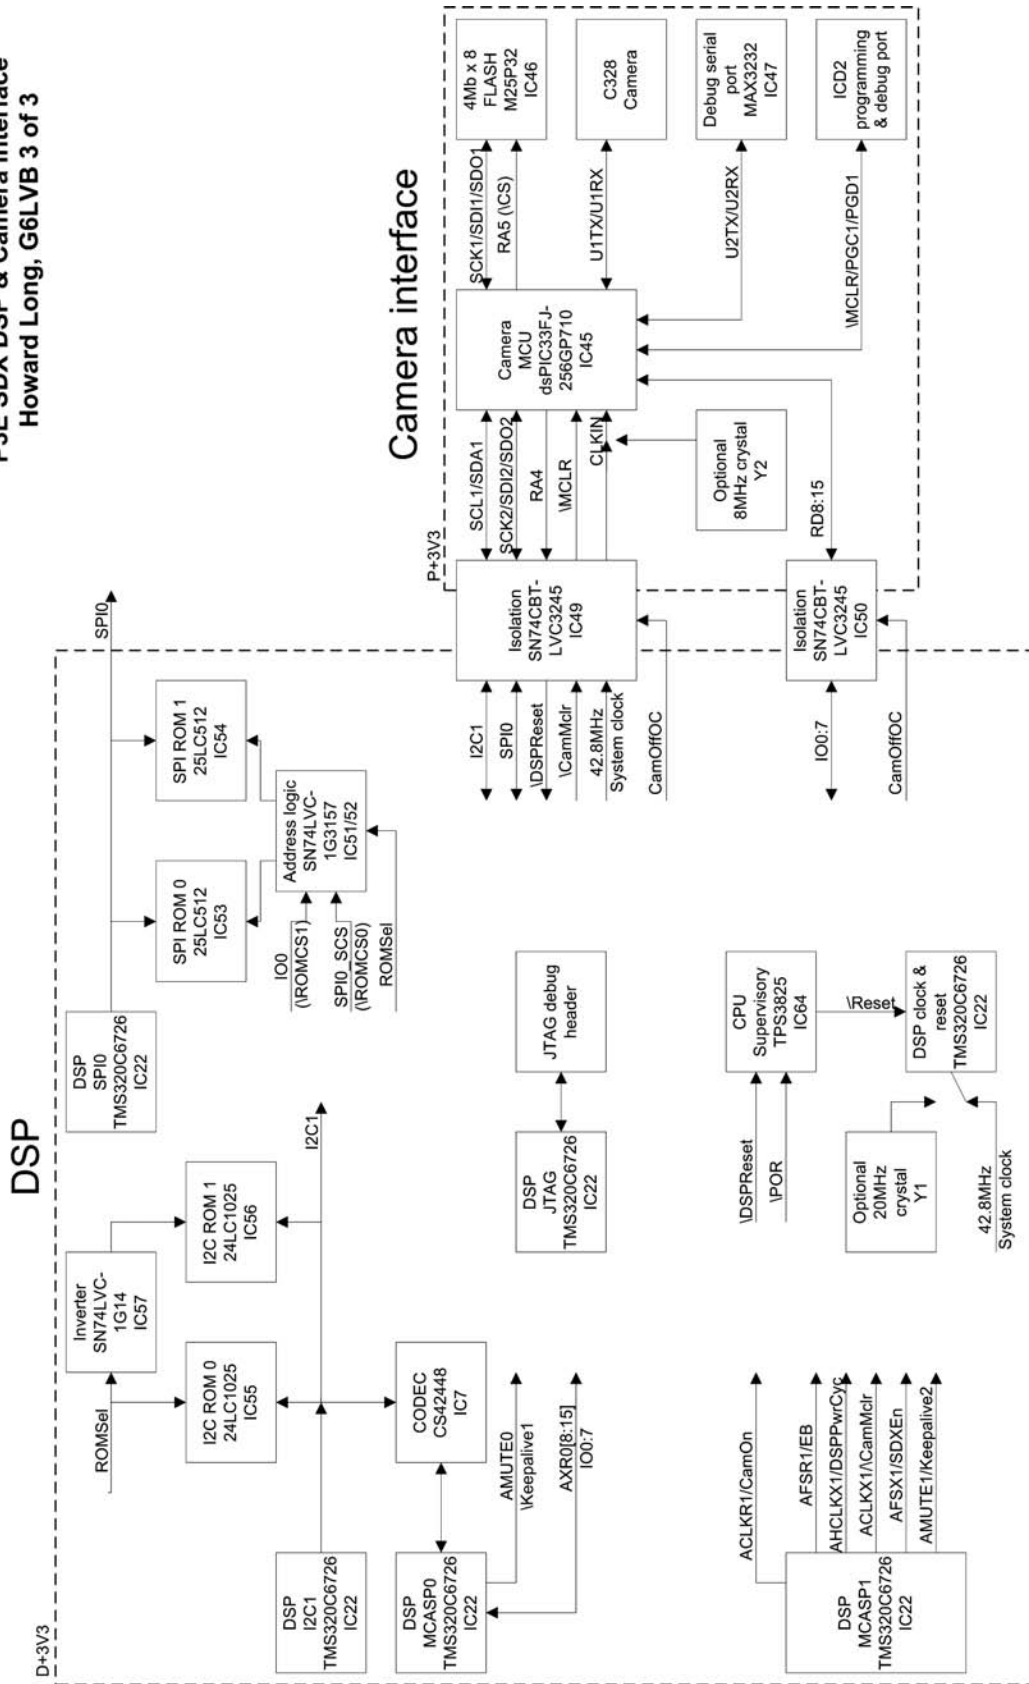 P3E SDX DSP & Camera Interface
Howard Long, G6LVB 3 of 3
DSP
D+3V3
ROMSel
Inverter
SN74LVC-
1G14
IC57
I2C ROM 0
24LC1025
IC55
I2C ROM 1
24LC1025
IC56
DSP
I2C1
TMS320C6726
IC22
I2C1
CODEC
CS42448
IC7
DSP
MCASP0
TMS320C6726
IC22
AMUTE0
\Keepalive1
AXR0[8:15]
IO0:7
DSP
SPI0
TMS320C6726
IC22
SPI0
SPI ROM 0
25LC512
IC53
SPI ROM 1
25LC512
IC54
Address logic
SN74LVC-
1G3157
IC51/52
IO0
(\ROMCS1)
SPI0_SCS
(\ROMCS0)
ROMSel
DSP
JTAG
TMS320C6726
IC22
JTAG debug
header
DSP
MCASP1
TMS320C6726
IC22
ACLKR1/CamOn
AFSR1/EB
AHCLKX1/DSPPwrCyc
ACLKX1/\CamMclr
AFSX1/SDXEn
AMUTE1/Keepalive2
\DSPReset
\POR
CPU
Supervisory
TPS3825
IC64
\Reset
DSP clock &
reset
TMS320C6726
IC22
Optional
20MHz
crystal
Y1
42.8MHz
System clock
Camera interface
P+3V3
I2C1
SPI0
\DSPReset
\CamMclr
42.8MHz
System clock
CamOffOC
Isolation
SN74CBT-
LVC3245
IC49
SCL1/SDA1
SCK2/SDI2/SDO2
RA4
\MCLR
CLKIN
Optional
8MHz crystal
Y2
Camera
MCU
dsPIC33FJ-
256GP710
IC45
SCK1/SDI1/SDO1
RA5 (\CS)
U1TX/U1RX
U2TX/U2RX
\MCLR/PGC1/PGD1
4Mb x 8
FLASH
M25P32
IC46
C328
Camera
Debug serial
port
MAX3232
IC47
ICD2
programming
& debug port
IO0:7
CamOffOC
Isolation
SN74CBT-
LVC3245
IC50
RD8:15